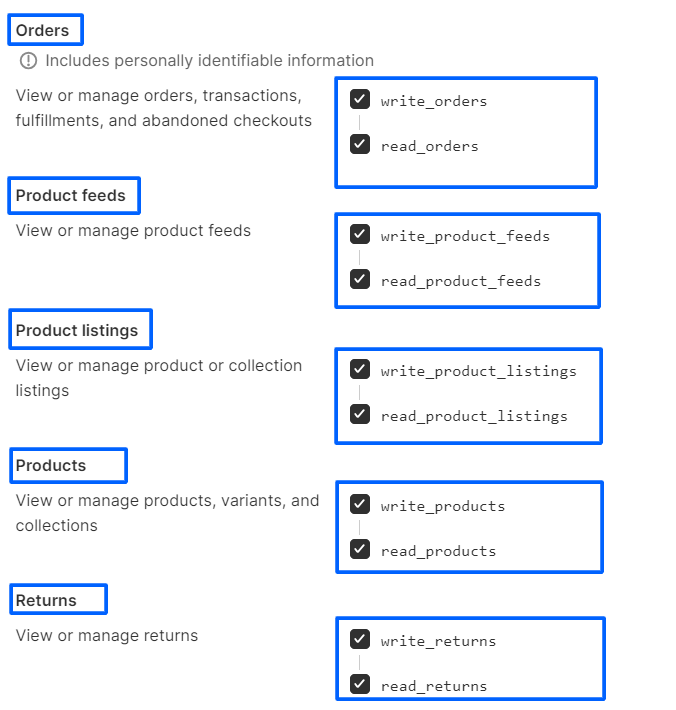 Orders
Includes personally identifiable information
View or manage orders, transactions,
fulfillments, and abandoned checkouts
write_orders
read_orders
Product feeds
View or manage product feeds
write_product_feeds
read_product_feeds
Product listings
View or manage product or collection
listings
write_product_listings
read_product_listings
Products
View or manage products, variants, and
collections
write_products
read_products
Returns
View or manage returns
write_returns
read_returns